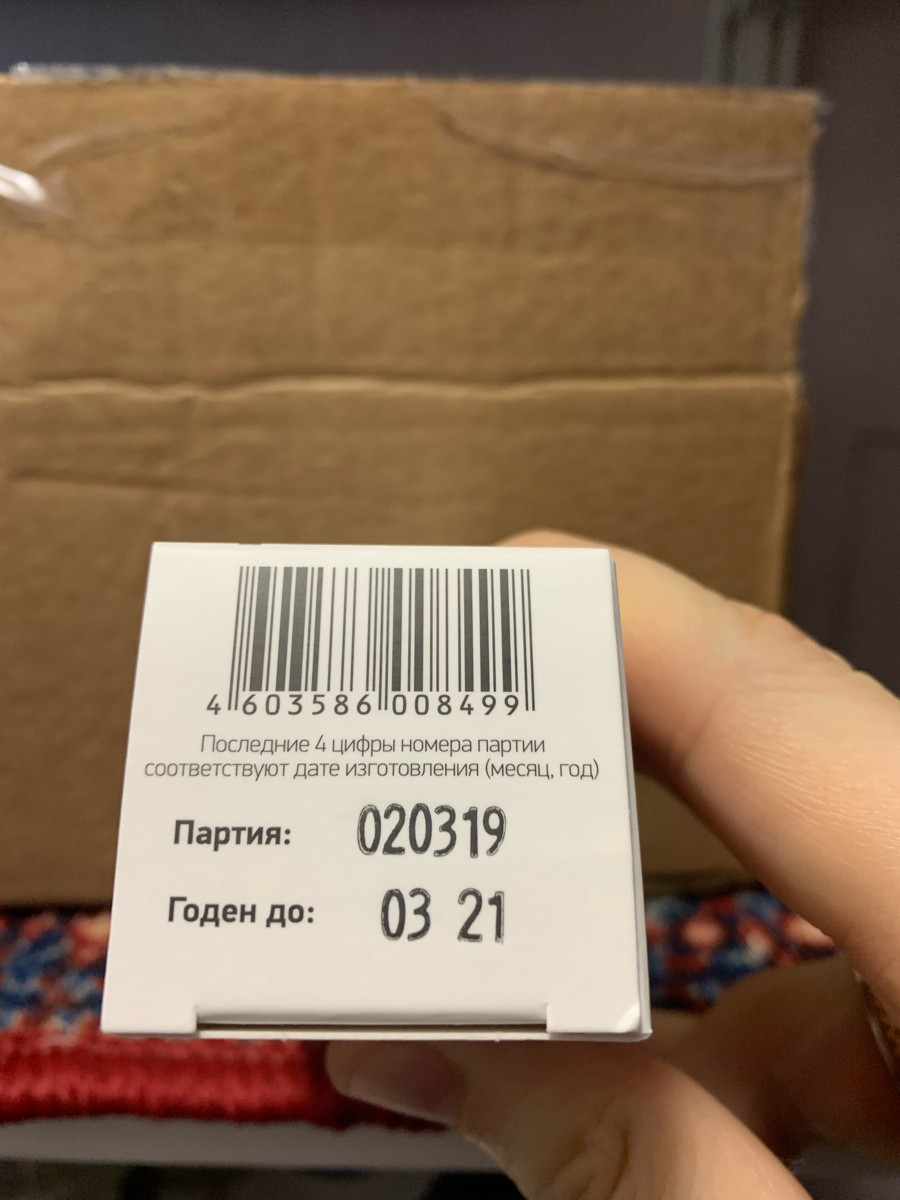 4 603586 008499
Последние 4 цифры номера партии
соответствуют дате изготовления (месяц, год)
Партия: 020319
Годен до: 03 21